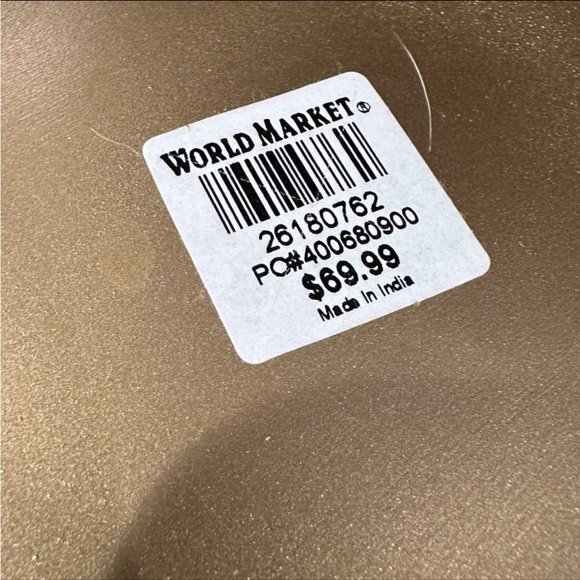 WORLD MARKET®
26180762
PO#400680900
$69.99
Made In India